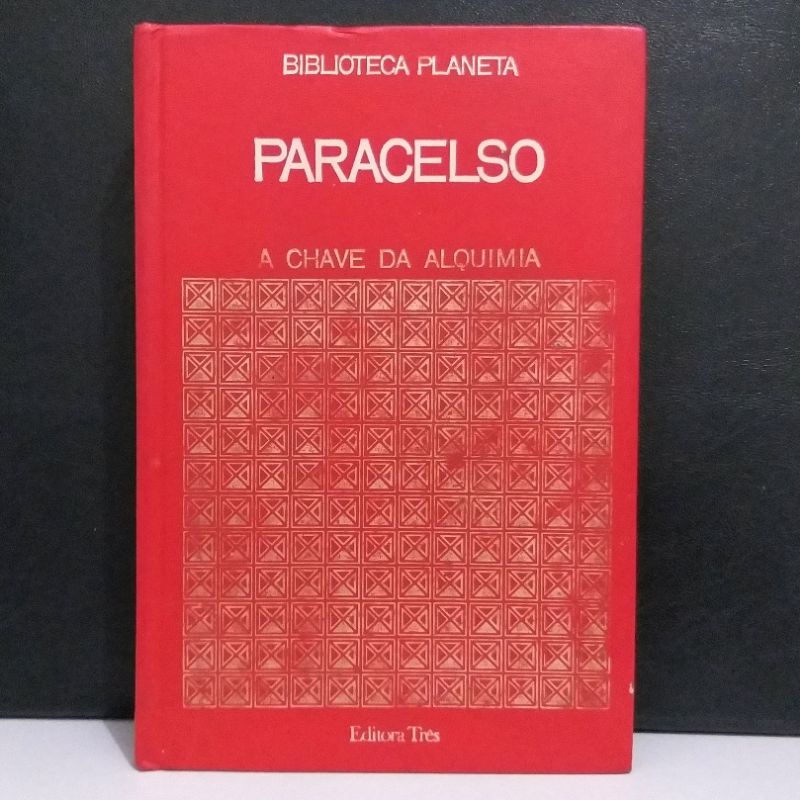 BIBLIOTECA PLANETA
PARACELSO
A CHAVE DA ALQUIMIA
Editora Três